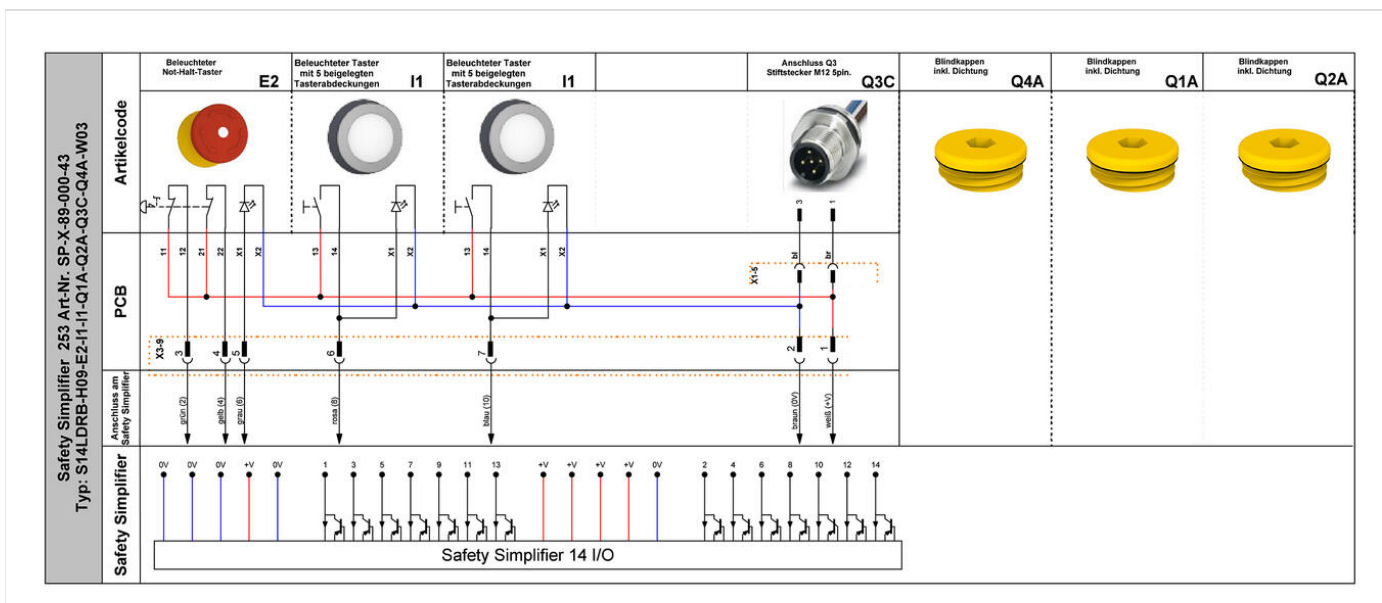 Safety Simplifier 253 Art-Nr. SP-X-89-000-43
Typ: S14LDRB-H09-E2-I1-I1-Q1A-Q2A-Q3C-Q4A-W03
Artikelcode
Beleuchteter
Not-Halt-Taster
E2
Beleuchteter Taster
mit 5 beigelegten
Tasterabdeckungen
I1
Beleuchteter Taster
mit 5 beigelegten
Tasterabdeckungen
I1
Anschluss Q3
Stiftstecker M12 5pin.
Q3C
Blindkappen
inkl. Dichtung
Q4A
Blindkappen
inkl. Dichtung
Q1A
Blindkappen
inkl. Dichtung
Q2A
3 1
PCB
11 12 21 22 X1 X2 13 14 X1 X2 13 14 X1 X2 bl br
X1-5
X3-9
3 4 5 6 7 2 1
Anschluss am
Safety Simplifier
grün (2) gelb (4) grau (6) rosa (8) blau (10) braun (0V) weiß (+V)
Safety Simplifier
0V 0V 0V +V 0V 1 3 5 7 9 11 13 +V +V +V +V 0V 2 4 6 8 10 12 14
Safety Simplifier 14 I/O